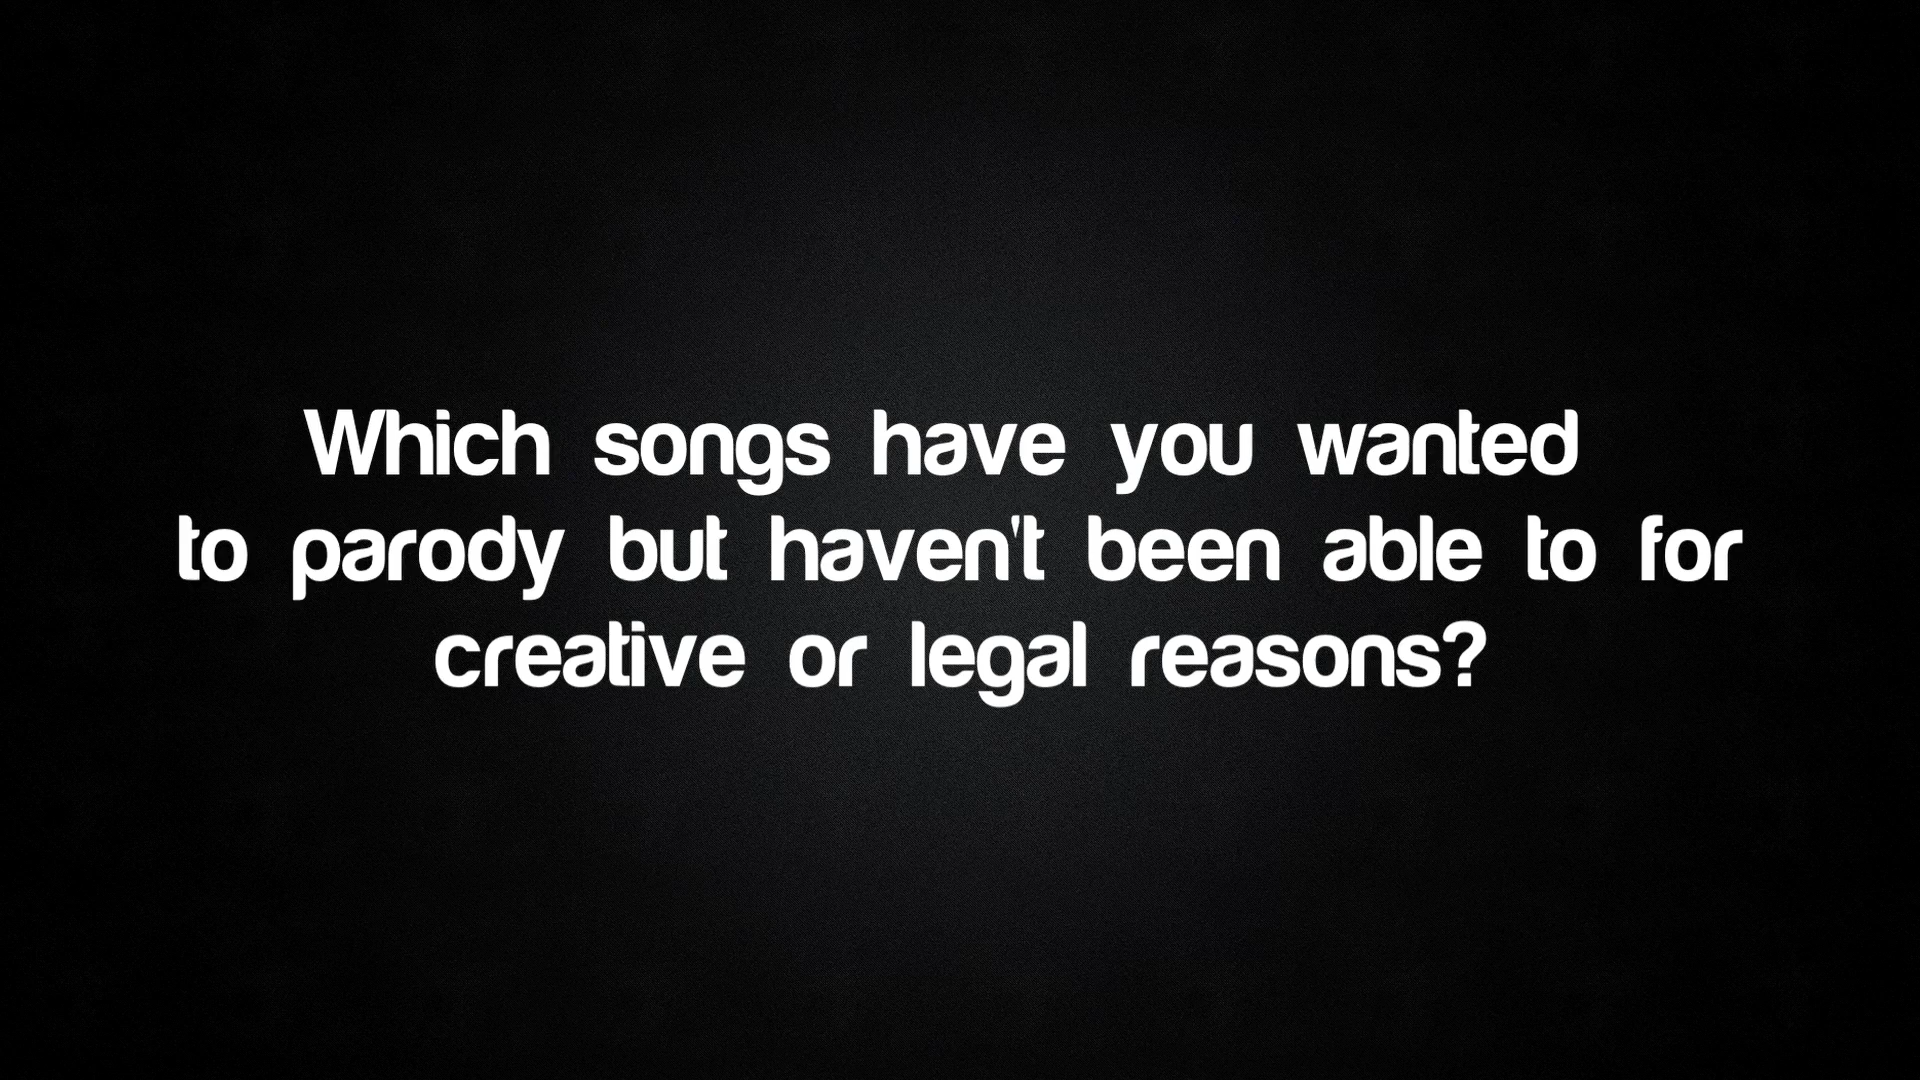 Which songs have you wanted
to parody but haven't been able to for
creative or legal reasons?